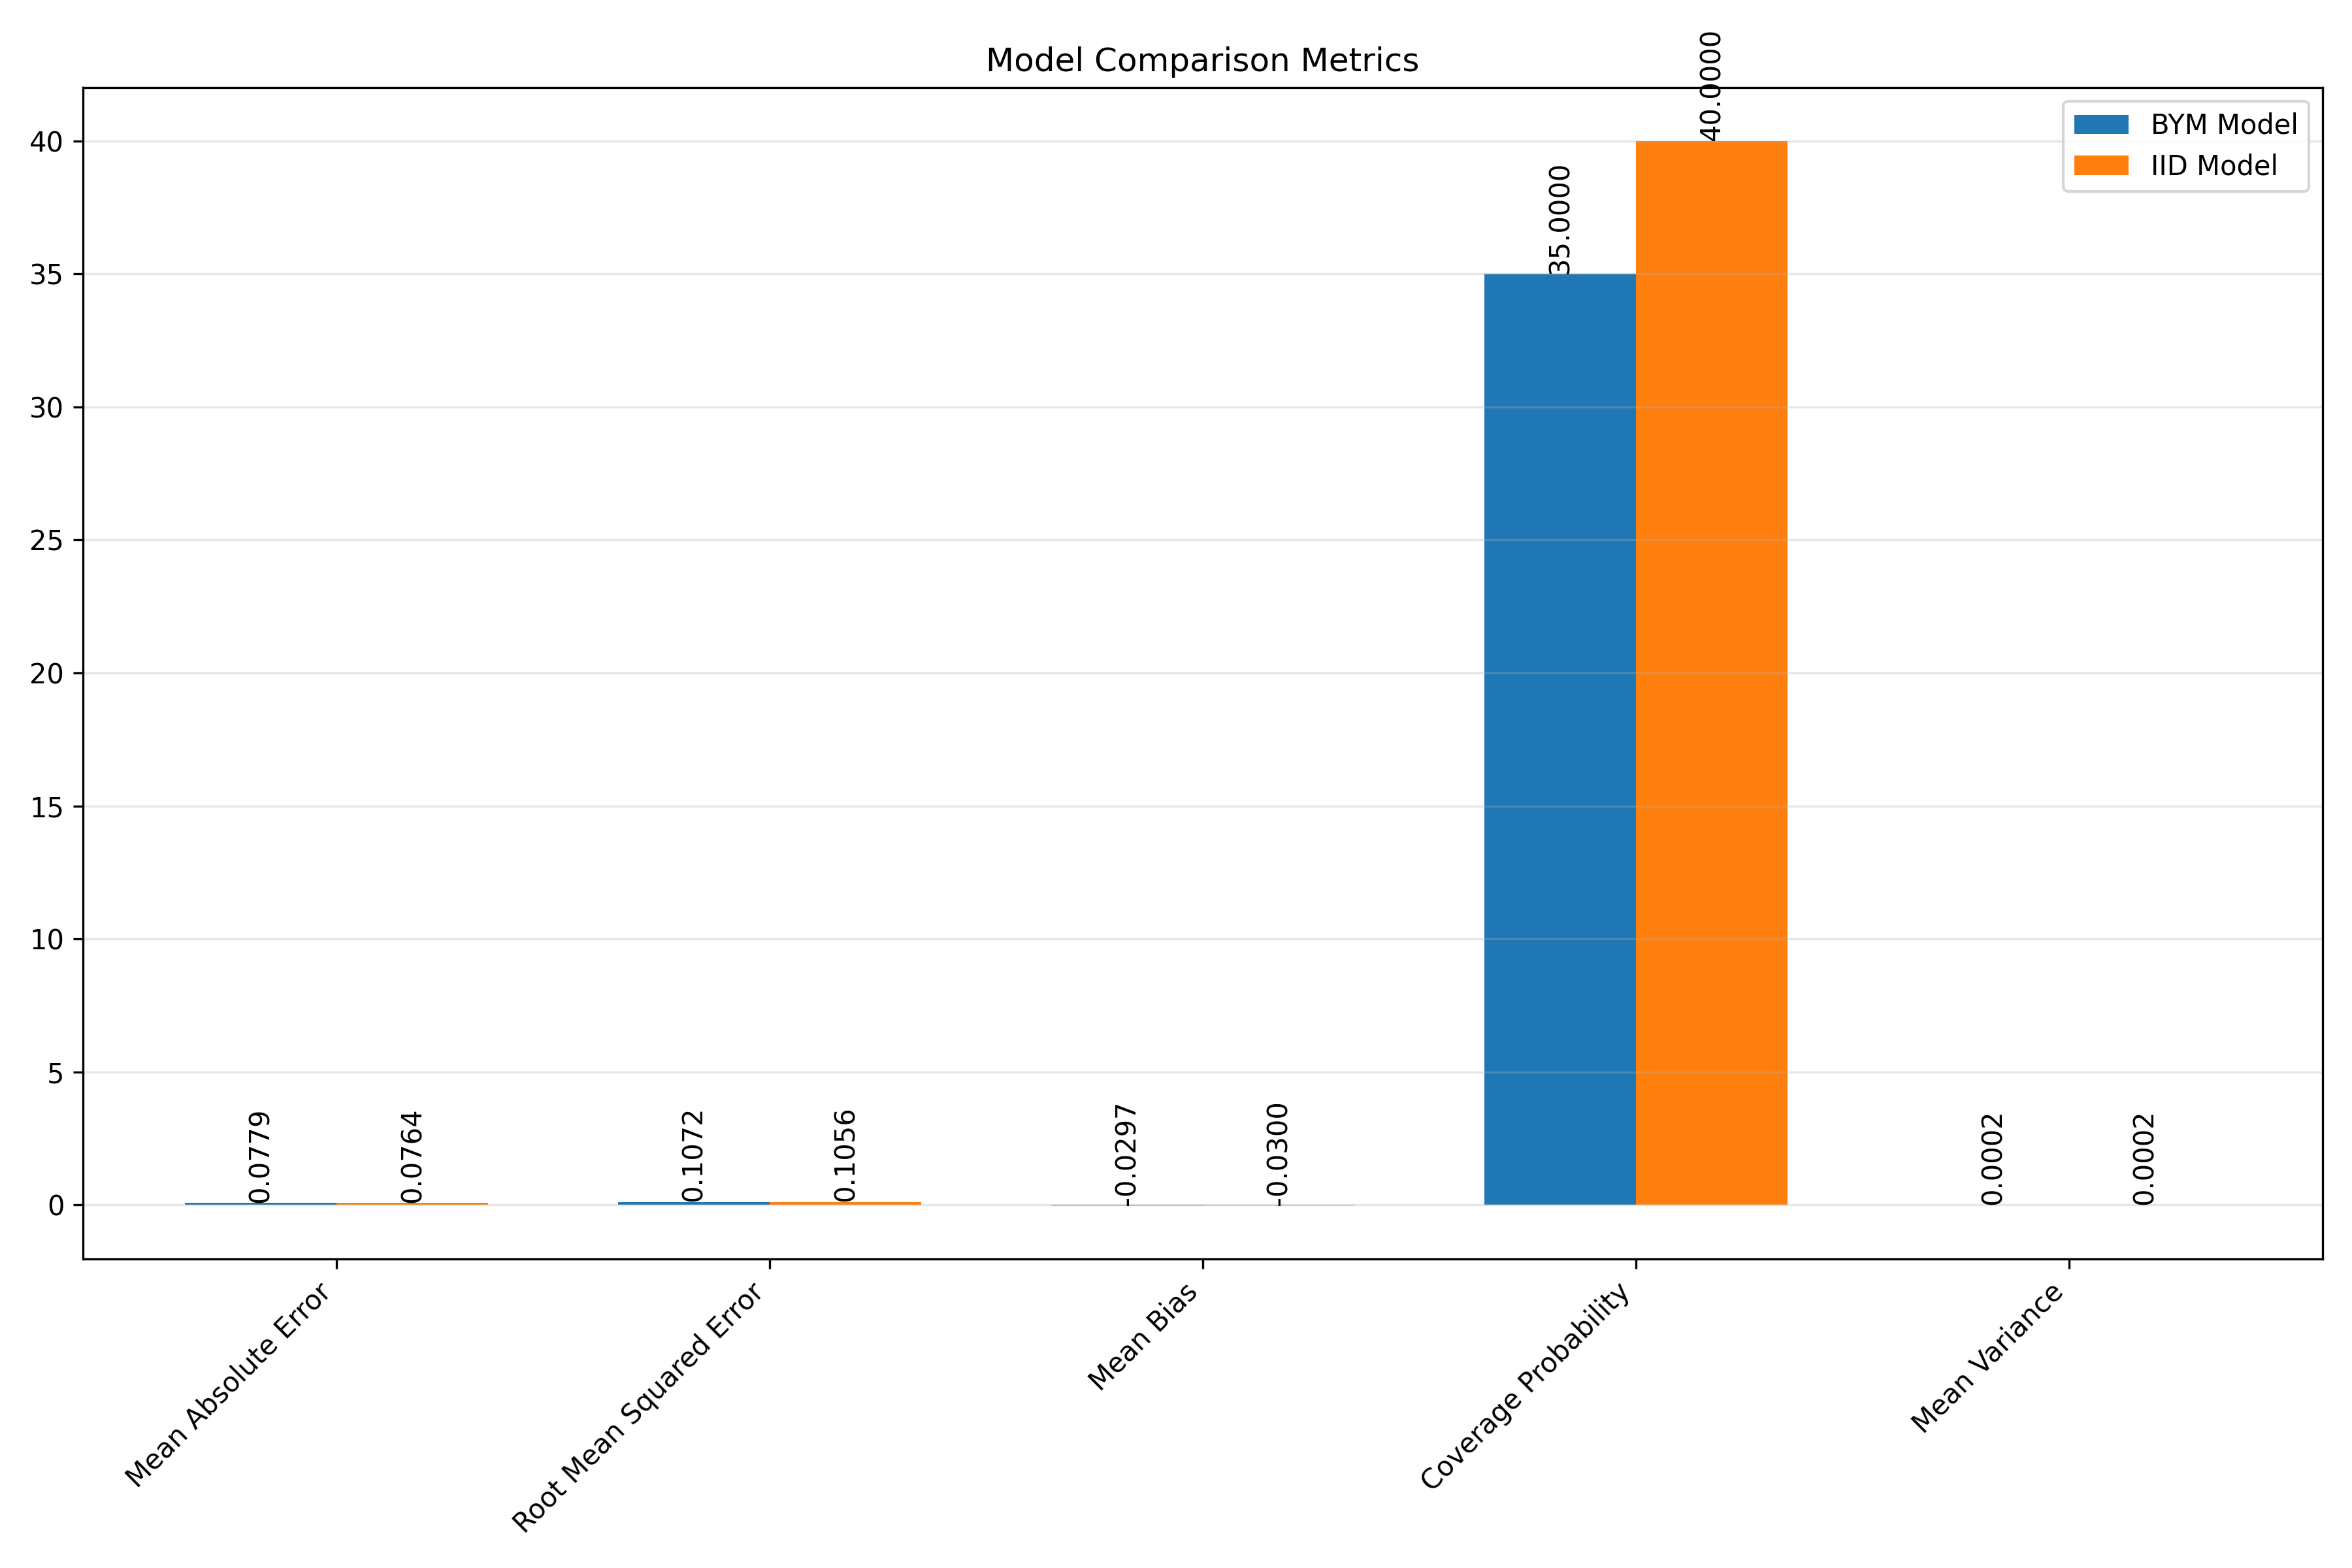 Model Comparison Metrics
BYM Model
IID Model
40
35
30
25
20
15
10
5
0
0.0779
0.0764
0.1072
0.1056
-0.0297
-0.0300
35.0000
40.0000
0.0002
0.0002
Mean Absolute Error
Root Mean Squared Error
Mean Bias
Coverage Probability
Mean Variance